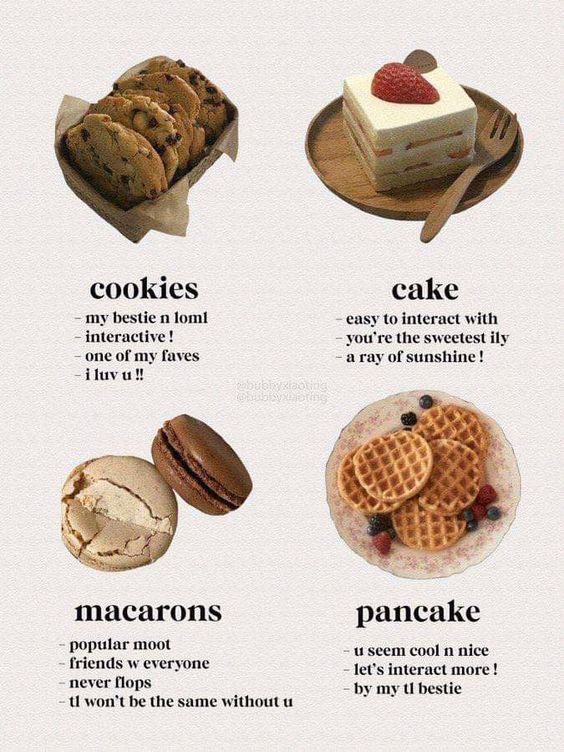 cookies
- my bestie n loml
- interactive !
- one of my faves
- i luv u !!
cake
- easy to interact with
- you're the sweetest ily
- a ray of sunshine !
@bubbyxiaoting
@bubbyxiaoting
macarons
- popular moot
- friends w everyone
- never flops
- tl won't be the same without u
pancake
- u seem cool n nice
- let's interact more !
- by my tl bestie